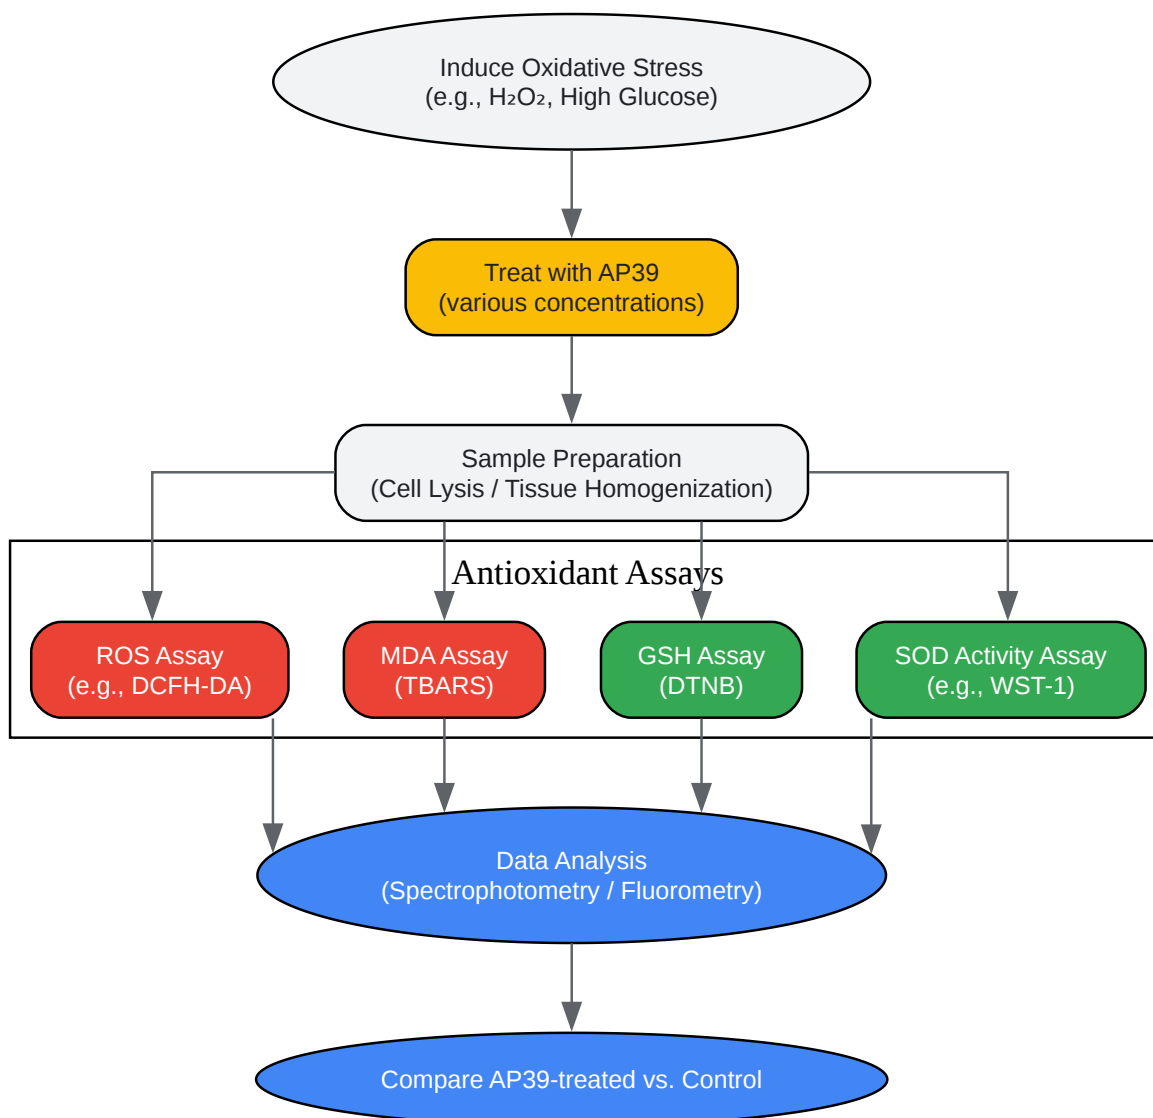 Induce Oxidative Stress
(e.g., H₂O₂, High Glucose)
Treat with AP39
(various concentrations)
Sample Preparation
(Cell Lysis / Tissue Homogenization)
Antioxidant Assays
ROS Assay
(e.g., DCFH-DA)
MDA Assay
(TBARS)
GSH Assay
(DTNB)
SOD Activity Assay
(e.g., WST-1)
Data Analysis
(Spectrophotometry / Fluorometry)
Compare AP39-treated vs. Control